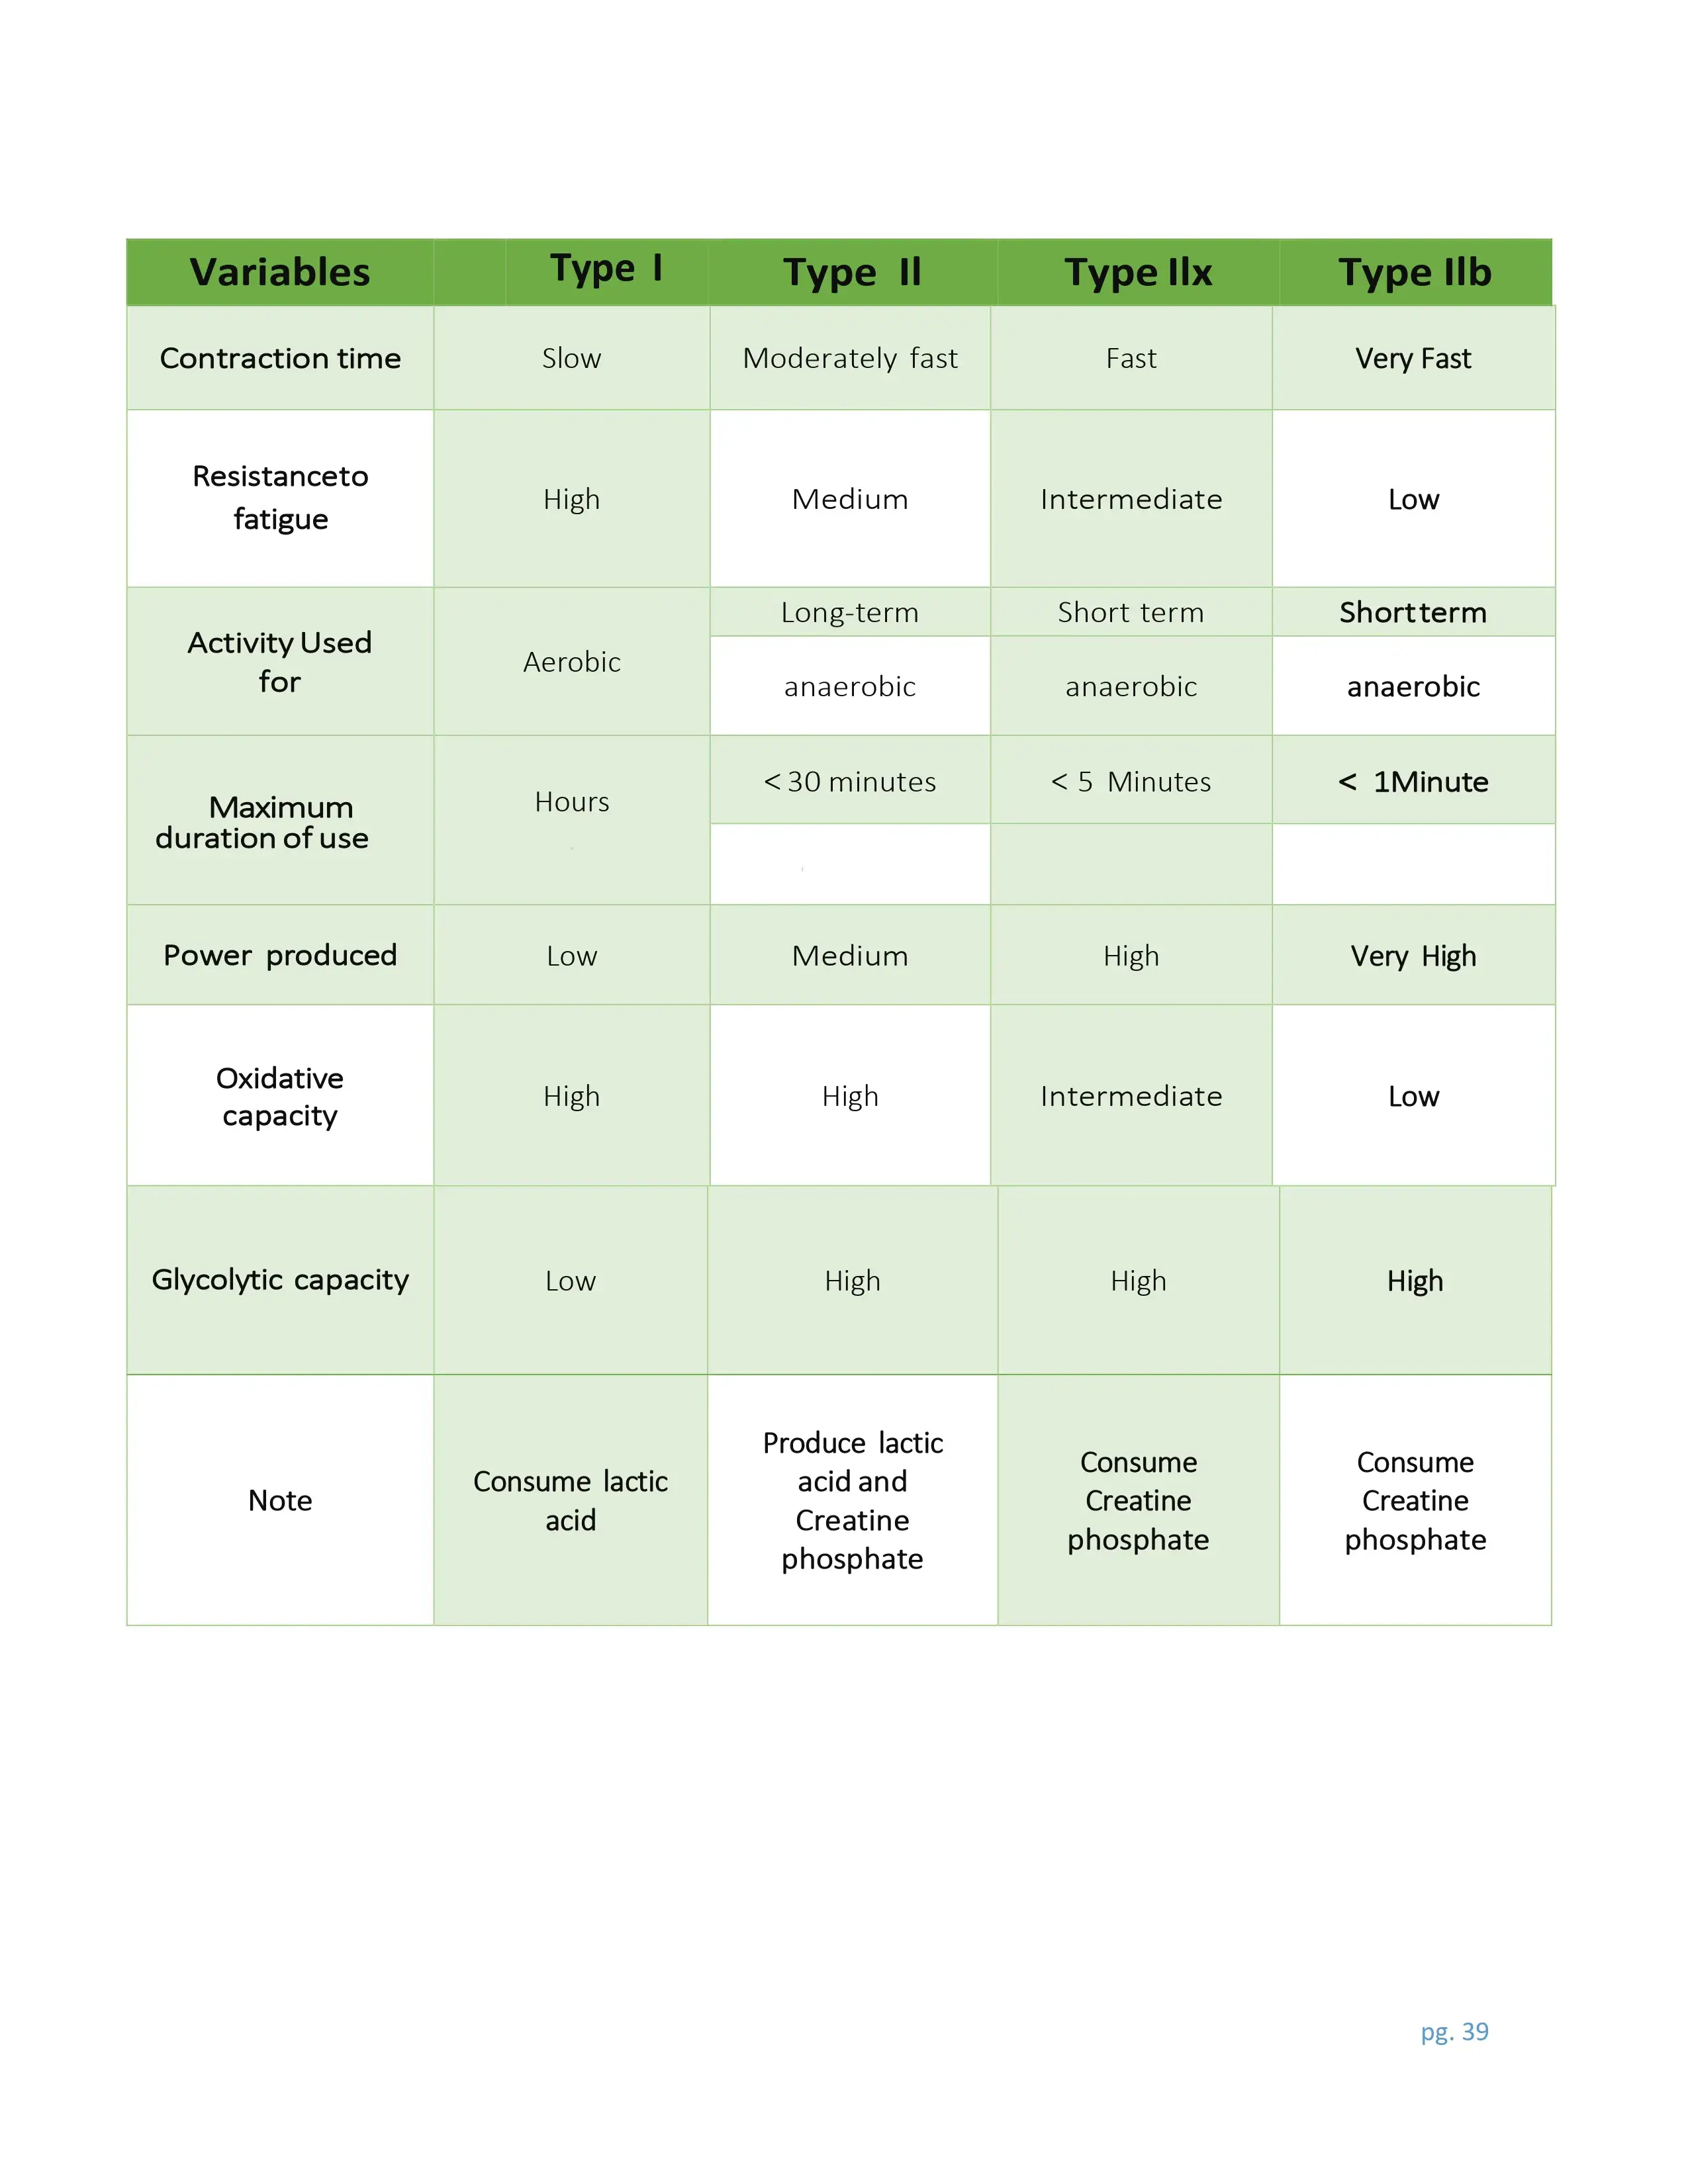 Variables Type I Type II Type IIx Type IIb
Contraction time Slow Moderately fast Fast Very Fast
Resistanceto
fatigue
High Medium Intermediate Low
Activity Used
for
Aerobic
Long-term Short term Shortterm
anaerobic anaerobic anaerobic
Maximum
duration of use
Hours
< 30 minutes < 5 Minutes < 1Minute
Power produced Low Medium High Very High
Oxidative
capacity
High High Intermediate Low
Glycolytic capacity Low High High High
Note
Consume lactic
acid
Produce lactic
acid and
Creatine
phosphate
Consume
Creatine
phosphate
Consume
Creatine
phosphate
pg. 39